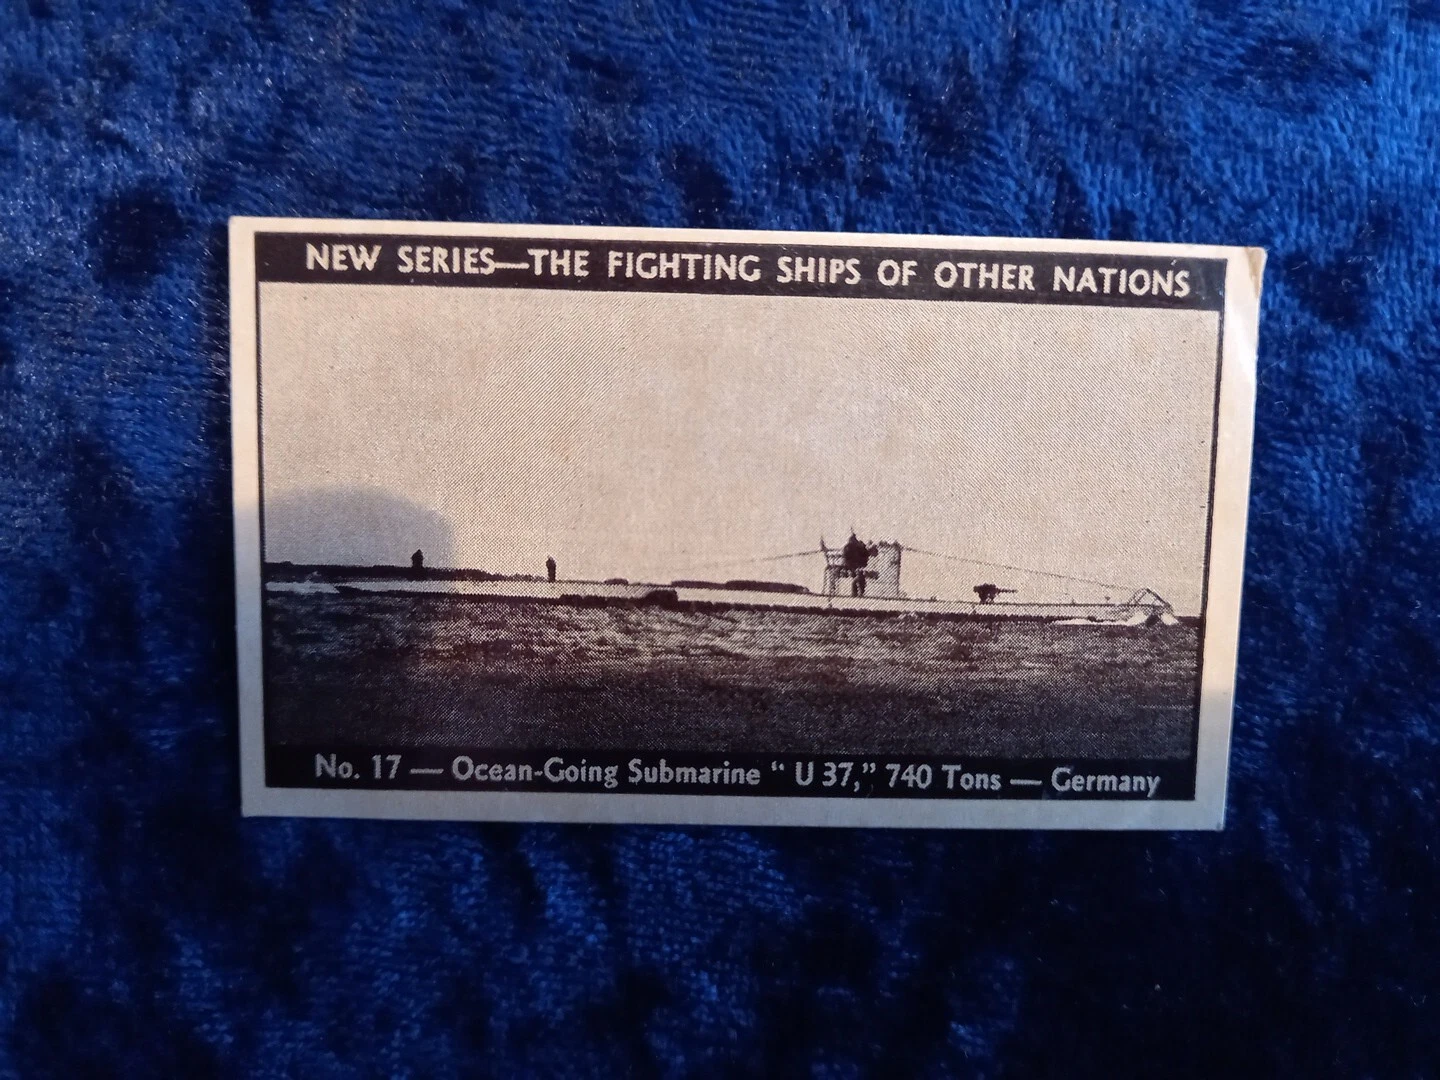 NEW SERIES—THE FIGHTING SHIPS OF OTHER NATIONS
No. 17 — Ocean-Going Submarine “ U 37,” 740 Tons — Germany